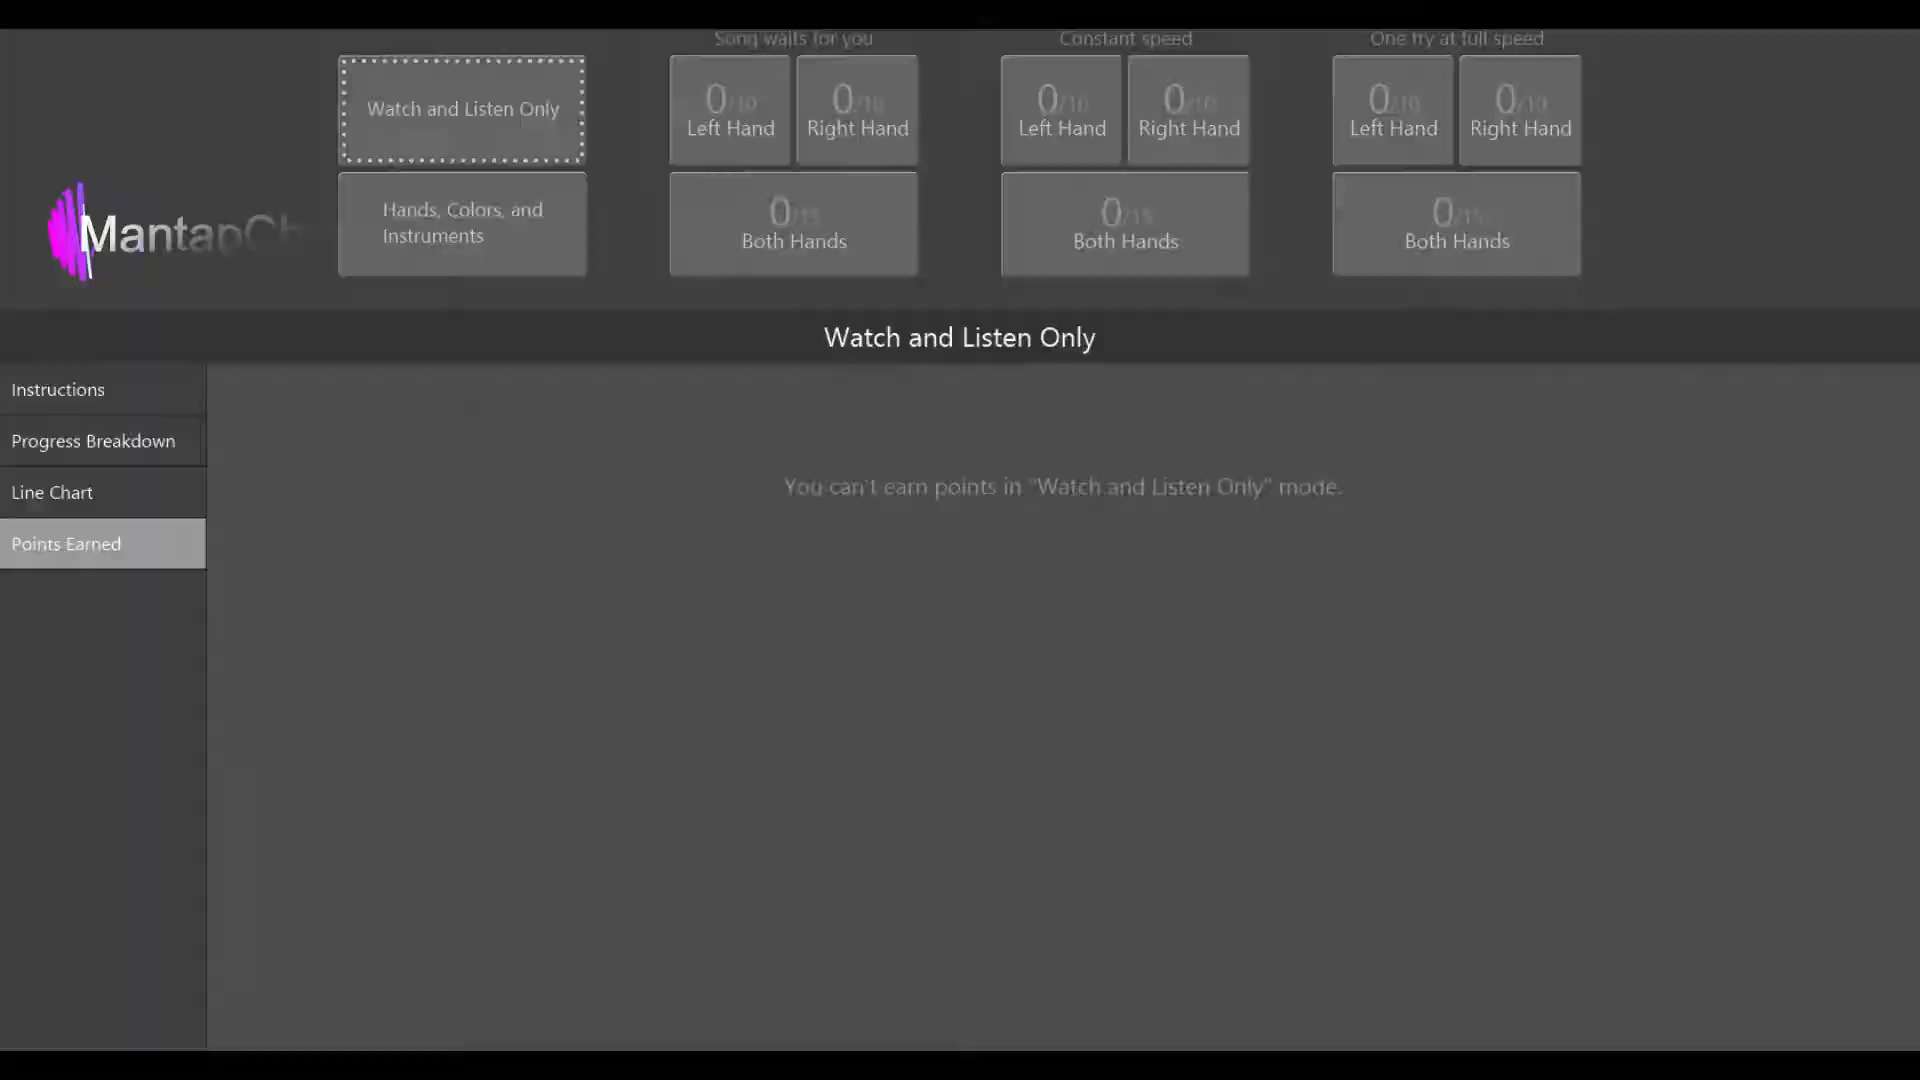 Song waits for you
Constant speed
One try at full speed
Watch and Listen Only
0/10
Left Hand
0/10
Right Hand
0/10
Left Hand
0/10
Right Hand
0/10
Left Hand
0/10
Right Hand
Hands, Colors, and
Instruments
0/15
Both Hands
0/15
Both Hands
0/15
Both Hands
MantapCh
Watch and Listen Only
Instructions
Progress Breakdown
Line Chart
Points Earned
You can't earn points in "Watch and Listen Only" mode.